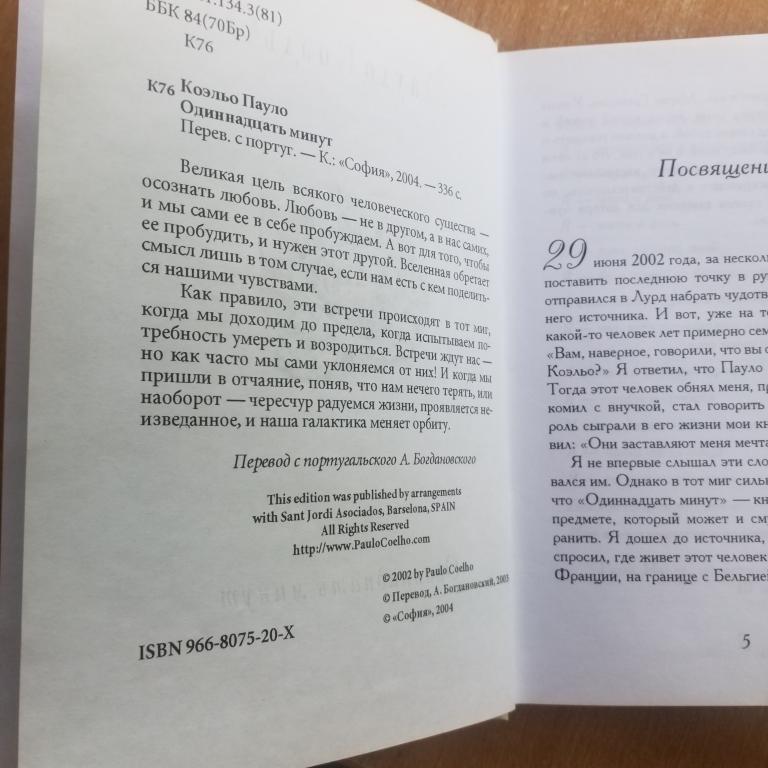 134.3(81)
ББК 84(70Бр)
К76
К76 Коэльо Пауло
Одиннадцать минут
Перев. с португ. — К.: «София», 2004. — 336 с.
Великая цель всякого человеческого существа —
осознать любовь. Любовь — не в другом, а в нас самих,
и мы сами ее в себе пробуждаем. А вот для того, чтобы
ее пробудить, и нужен этот другой. Вселенная обретает
смысл лишь в том случае, если нам есть с кем поделить-
ся нашими чувствами.
Как правило, эти встречи происходят в тот миг,
когда мы доходим до предела, когда испытываем по-
требность умереть и возродиться. Встречи ждут нас —
но как часто мы сами уклоняемся от них! И когда мы
пришли в отчаяние, поняв, что нам нечего терять, или
наоборот — чересчур радуемся жизни, проявляется не-
изведанное, и наша галактика меняет орбиту.
Перевод с португальского А. Богдановского
This edition was published by arrangements
with Sant Jordi Asociados, Barselona, SPAIN
All Rights Reserved
http://www.PauloCoelho.com
© 2002 by Paulo Coelho
© Перевод, А. Богдановский, 2003
© «София», 2004
ISBN 966-8075-20-X
Посвящени
29 июня 2002 года, за нескол
поставить последнюю точку в ру
отправился в Лурд набрать чудотв
него источника. И вот, уже на те
какой-то человек лет примерно сем
«Вам, наверное, говорили, что вы
Коэльо?» Я ответил, что Пауло
Тогда этот человек обнял меня, пр
комил с внучкой, стал говорить
роль сыграли в его жизни мои кн
вил: «Они заставляют меня мечта
Я не впервые слышал эти сло
вался им. Однако в тот миг силь
что «Одиннадцать минут» — кн
предмете, который может и см
ранить. Я дошел до источника,
спросил, где живет этот человек
Франции, на границе с Бельгией
5